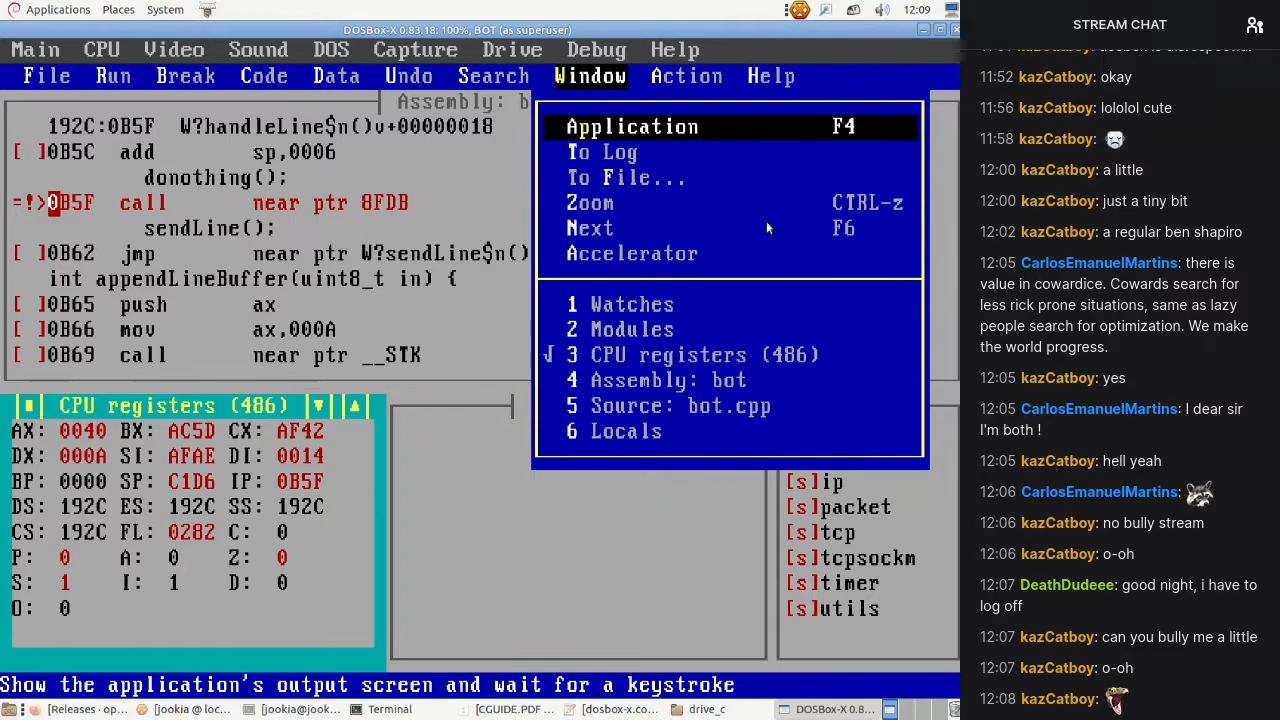 Applications Places System 12:09
DOSBox-X 0.83.18: 100%, BOT (as superuser)
Main CPU Video Sound DOS Capture Drive Debug Help
File Run Break Code Data Undo Search Window Action Help
Assembly: b
192C:0B5F W?handleLine$n()v+00000018
[ ]0B5C add sp,0006
donothing();
=!>0B5F call near ptr 8FDB
sendLine();
[ ]0B62 jmp near ptr W?sendLine$n()
int appendLineBuffer(uint8_t in) {
[ ]0B65 push ax
[ ]0B66 mov ax,000A
[ ]0B69 call near ptr __STK
Application F4
To Log
To File...
Zoom CTRL-z
Next F6
Accelerator
1 Watches
2 Modules
√ 3 CPU registers (486)
4 Assembly: bot
5 Source: bot.cpp
6 Locals
CPU registers (486)
AX: 0040 BX: AC5D CX: AF42
DX: 000A SI: AFAE DI: 0014
BP: 0000 SP: C1D6 IP: 0B5F
DS: 192C ES: 192C SS: 192C
CS: 192C FL: 0282 C: 0
P: 0 A: 0 Z: 0
S: 1 I: 1 D: 0
O: 0
[s]ip
[s]packet
[s]tcp
[s]tcpsockm
[s]timer
[s]utils
Show the application's output screen and wait for a keystroke
[Releases - op... [jookia @ loc... [jookia@jook... Terminal [CGUIDE.PDF ... [dosbox-x.co... drive_c DOSBox-X 0.8...
STREAM CHAT
11:52 kazCatboy: okay
11:56 kazCatboy: lololol cute
11:58 kazCatboy:
12:00 kazCatboy: a little
12:00 kazCatboy: just a tiny bit
12:02 kazCatboy: a regular ben shapiro
12:05 CarlosEmanuelMartins: there is
value in cowardice. Cowards search for
less rick prone situations, same as lazy
people search for optimization. We make
the world progress.
12:05 kazCatboy: yes
12:05 CarlosEmanuelMartins: I dear sir
I'm both !
12:05 kazCatboy: hell yeah
12:06 CarlosEmanuelMartins:
12:06 kazCatboy: no bully stream
12:06 kazCatboy: o-oh
12:07 DeathDudeee: good night, i have to
log off
12:07 kazCatboy: can you bully me a little
12:07 kazCatboy: o-oh
12:08 kazCatboy: